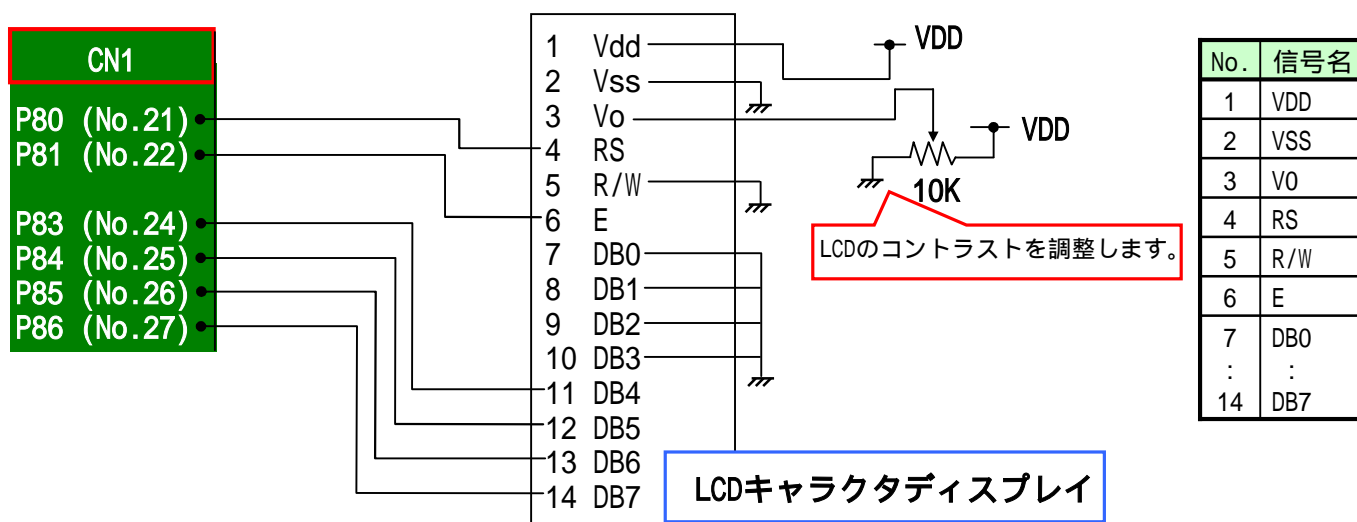 CN1
P80 (No.21)
P81 (No.22)
P83 (No.24)
P84 (No.25)
P85 (No.26)
P86 (No.27)
1 Vdd
2 Vss
3 Vo
4 RS
5 R/W
6 E
7 DB0
8 DB1
9 DB2
10 DB3
11 DB4
12 DB5
13 DB6
14 DB7
VDD
VDD
10K
LCDのコントラストを調整します。
LCDキャラクタディスプレイ
No. 信号名
1 VDD
2 VSS
3 VO
4 RS
5 R/W
6 E
7 DB0
: :
14 DB7